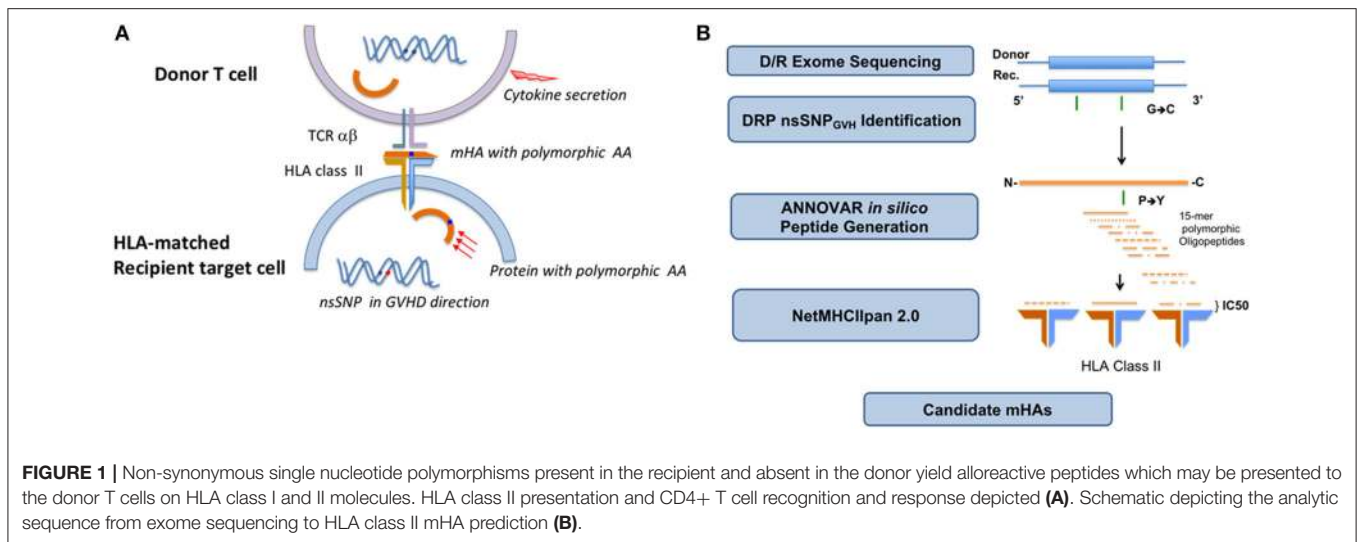 A
Donor T cell
Cytokine secretion
TCR αβ
mHA with polymorphic AA
HLA class II
HLA-matched
Recipient target cell
Protein with polymorphic AA
nsSNP in GVHD direction
B
D/R Exome Sequencing
DRP nsSNPGVH Identification
ANNOVAR in silico
Peptide Generation
NetMHCIIpan 2.0
Candidate mHAs
Donor
Rec.
5'
3'
G→C
N-
-C
P→Y
15-mer
polymorphic
Oligopeptides
} IC50
HLA Class II
FIGURE 1 | Non-synonymous single nucleotide polymorphisms present in the recipient and absent in the donor yield alloreactive peptides which may be presented to
the donor T cells on HLA class I and II molecules. HLA class II presentation and CD4+ T cell recognition and response depicted (A). Schematic depicting the analytic
sequence from exome sequencing to HLA class II mHA prediction (B).